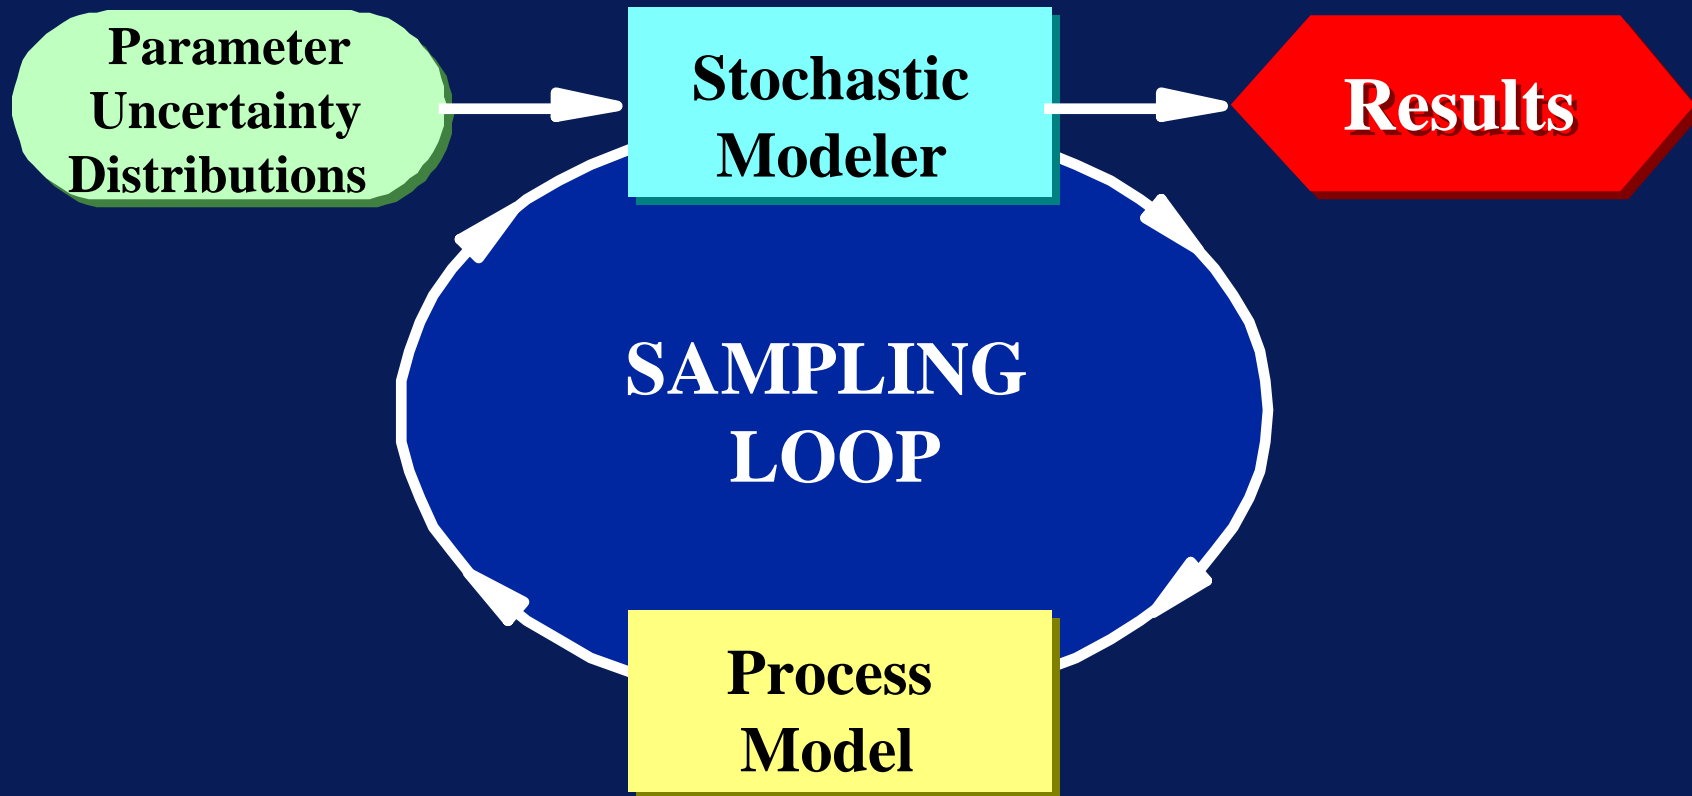 Parameter
Uncertainty
Distributions
Stochastic
Modeler
Results
SAMPLING
LOOP
Process
Model